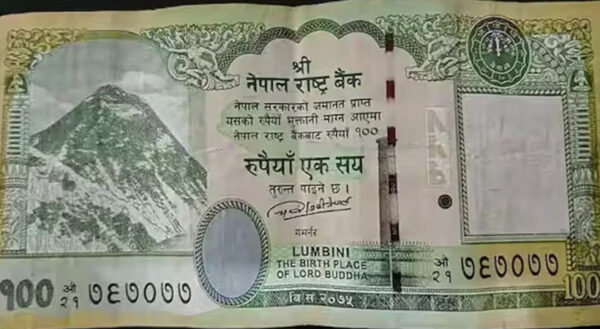 श्री
नेपाल राष्ट्र बैंक
नेपाल सरकारको जमानत प्राप्त
यसको रुपैयाँ भुक्तानी माग्न आएमा
नेपाल राष्ट्र बैंकबाट रुपैयाँ १००
रुपैयाँ एक सय
तुरुन्त पाइने छ।
गभर्नर
LUMBINI
THE BIRTH PLACE
OF LORD BUDDHA
वि सं २०७५
१००
२१ ७६७०७७
२१ ७६७०७७
100
NRB